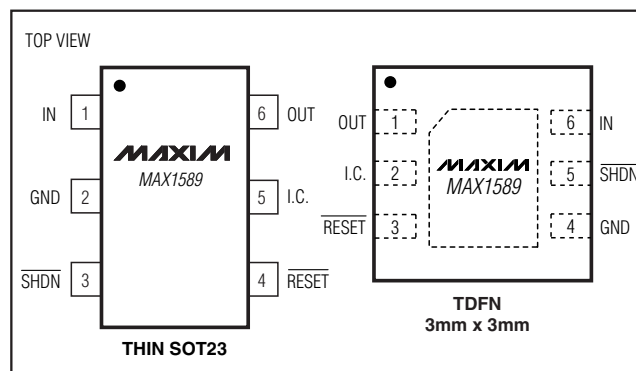 TOP VIEW
IN 1
6 OUT
MAXIM
MAX1589
GND 2
5 I.C.
SHDN 3
4 RESET
THIN SOT23
OUT 1
6 IN
I.C. 2
MAXIM
MAX1589
5 SHDN
RESET 3
4 GND
TDFN
3mm x 3mm